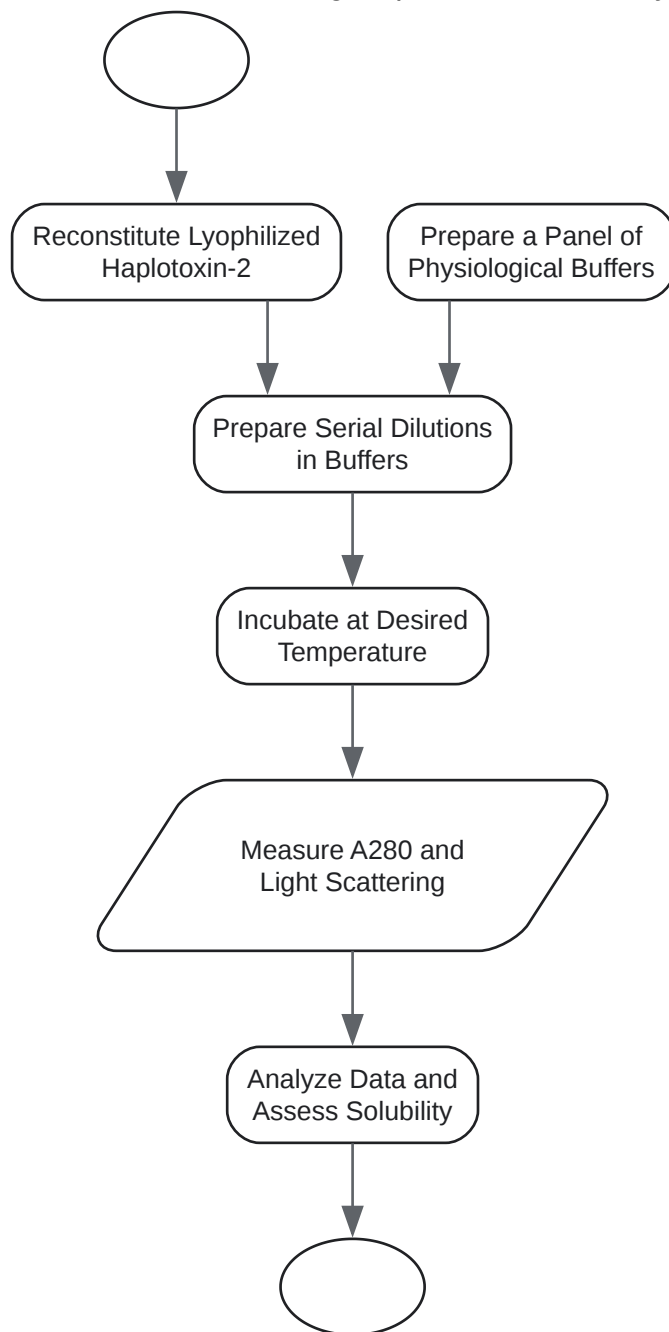 Reconstitute Lyophilized
Haplotoxin-2
Prepare a Panel of
Physiological Buffers
Prepare Serial Dilutions
in Buffers
Incubate at Desired
Temperature
Measure A280 and
Light Scattering
Analyze Data and
Assess Solubility